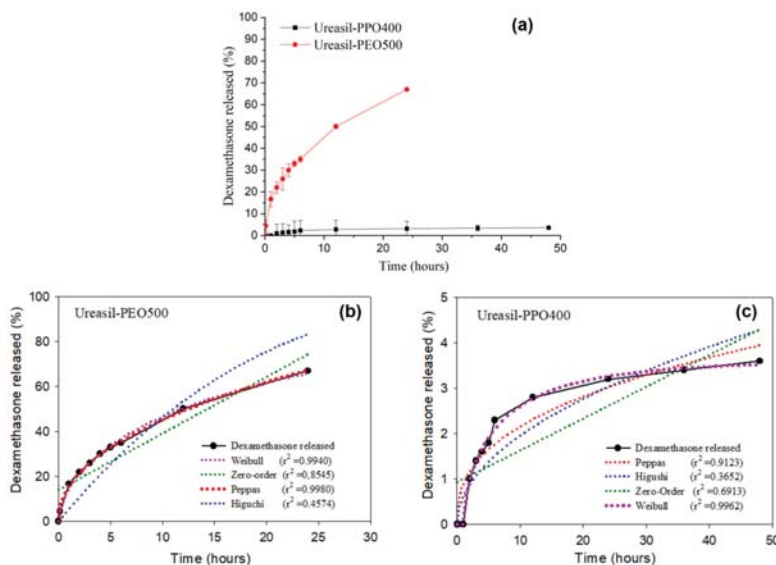 (a)
Ureasil-PPO400
Ureasil-PEO500
Dexamethasone released (%)
100
90
80
70
60
50
40
30
20
10
0
0 10 20 30 40 50
Time (hours)
(b)
Ureasil-PEO500
Dexamethasone released (%)
100
80
60
40
20
0
Dexamethasone released
Weibull (r²=0.9940)
Zero-order (r²=0,8545)
Peppas (r²=0.9980)
Higuchi (r²=0.4574)
0 5 10 15 20 25 30
Time (hours)
(c)
Ureasil-PPO400
Dexamethasone released (%)
5
4
3
2
1
0
Dexamethasone released
Peppas (r²=0.9123)
Higushi (r²=0.3652)
Zero-Order (r²=0.6913)
Weibull (r²=0.9962)
0 10 20 30 40 50
Time (hours)